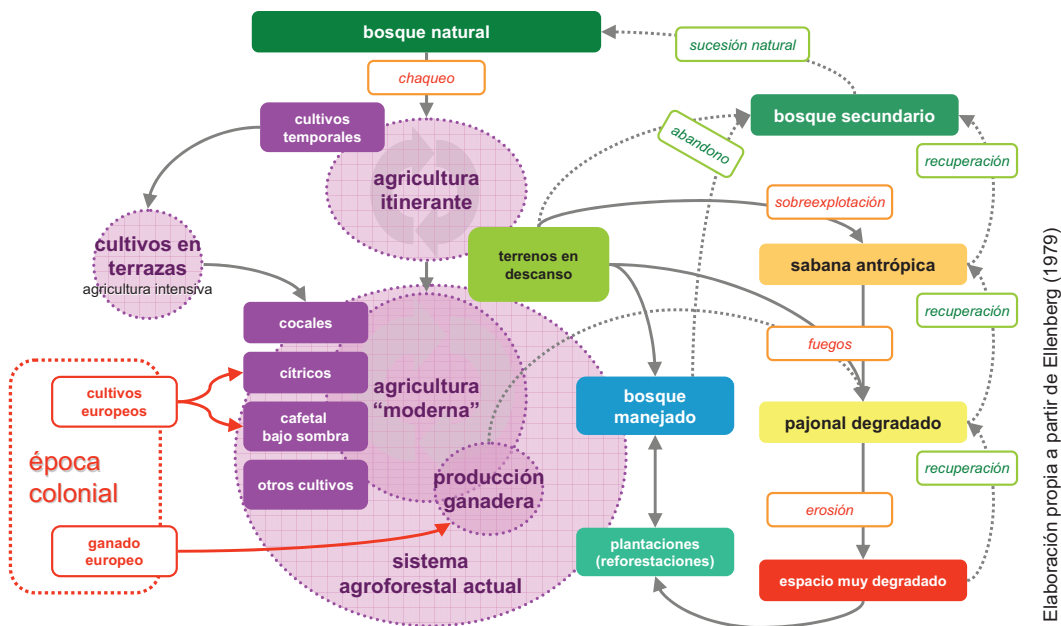 bosque natural
sucesión natural
chaqueo
bosque secundario
cultivos
temporales
abandono
recuperación
agricultura
itinerante
sobreexplotación
cultivos en
terrazas
agricultura intensiva
terrenos en
descanso
sabana antrópica
cocales
recuperación
cítricos
fuegos
cultivos
europeos
agricultura
“moderna”
bosque
manejado
cafetal
bajo sombra
pajonal degradado
época
colonial
otros cultivos
producción
ganadera
recuperación
erosión
ganado
europeo
plantaciones
(reforestaciones)
sistema
agroforestal actual
espacio muy degradado
Elaboración propia a partir de Ellenberg (1979)